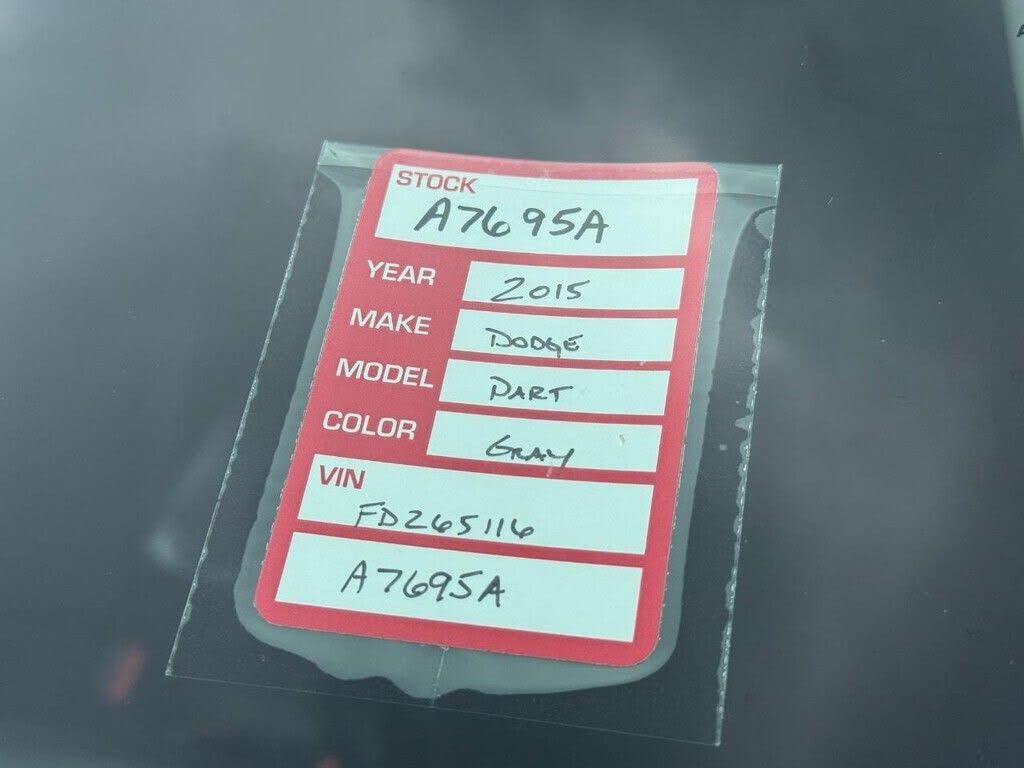 STOCK
A7695A
YEAR 2015
MAKE DODGE
MODEL DART
COLOR GRAY
VIN
FD265116
A7695A